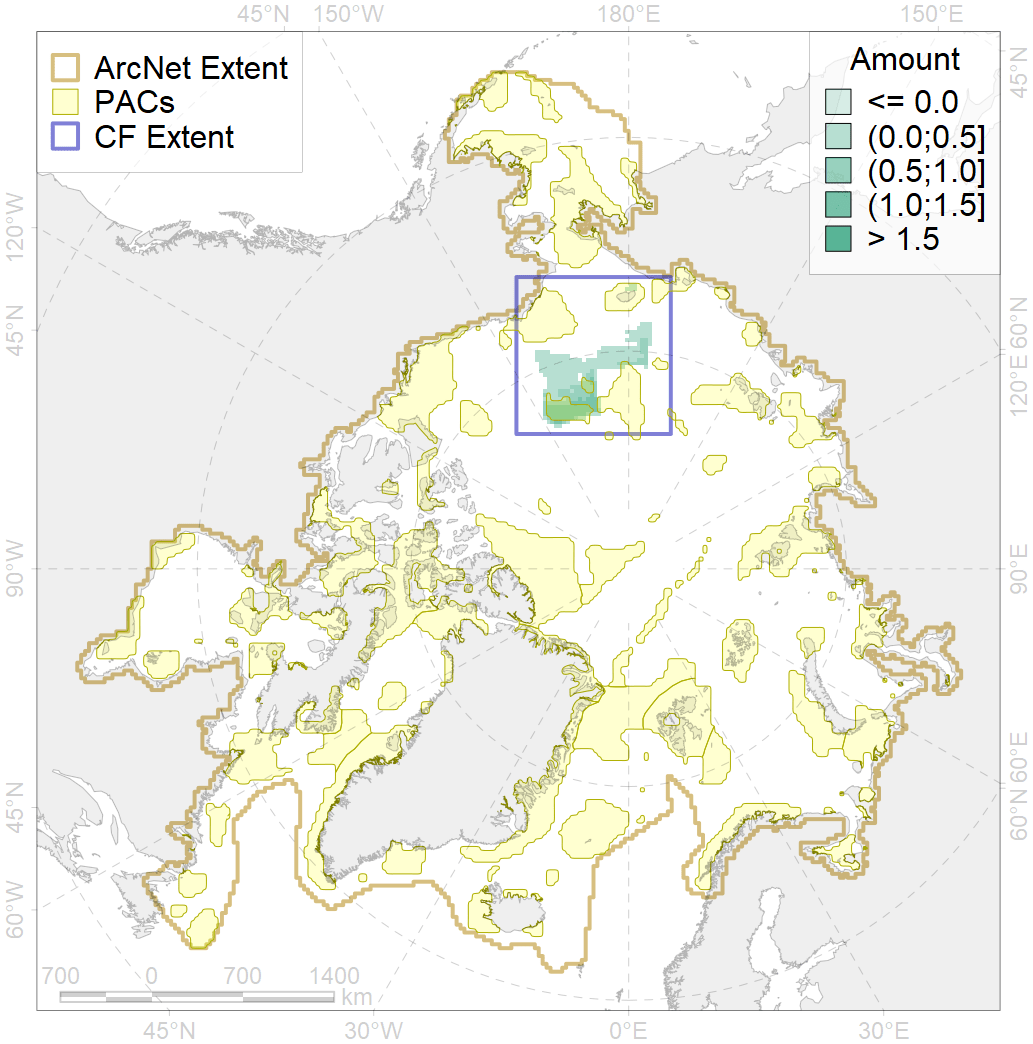 45°N 150°W 180°E 150°E
ArcNet Extent
PACs
CF Extent
Amount
<= 0.0
(0.0;0.5]
(0.5;1.0]
(1.0;1.5]
> 1.5
45°N
120°W
45°N
90°W
45°N
60°W
60°N
120°E
90°E
60°E
60°N
700 0 700 1400
km
45°N 30°W 0°E 30°E